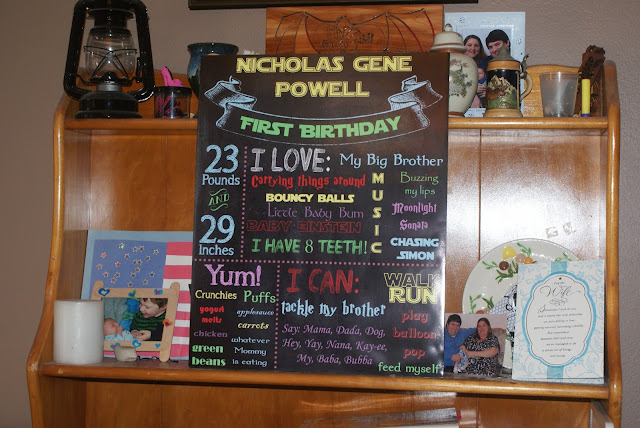 NICHOLAS GENE
POWELL
FIRST BIRTHDAY
23
Pounds
AND
29
Inches
I LOVE: My Big Brother
Carrying things around
BOUNCY BALLS
Little Baby Bum
BABY EINSTEIN
I HAVE 8 TEETH!
MUSIC
Buzzing
my lips
Moonlight
Sonata
CHASING
SIMON
Yum!
Crunchies Puffs
yogurt
melts
applesauce
carrots
chicken
whatever
Mommy
is eating
green
beans
I CAN:
tackle my brother
Say: Mama, Dada, Dog,
Hey, Yay, Nana, Kay-ee,
My, Baba, Bubba
WALK
RUN
play
balloon
pop
feed myself
Wife